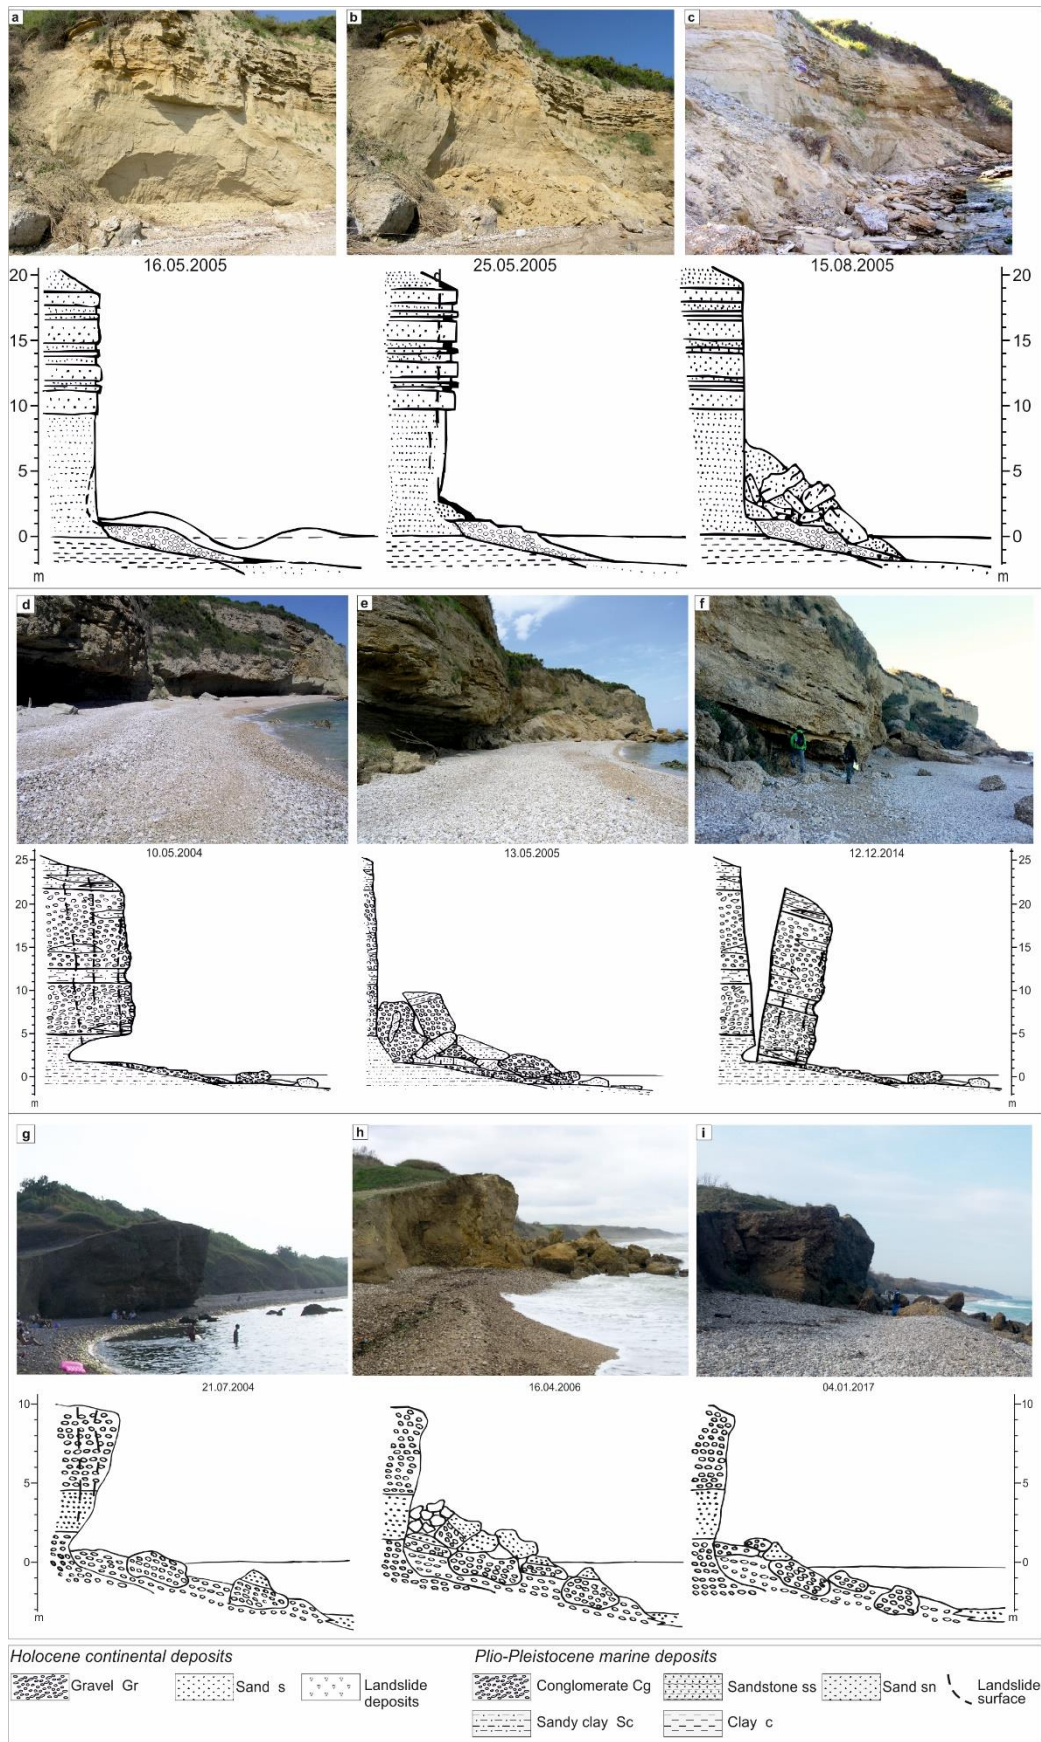 a
b
c
16.05.2005
25.05.2005
15.08.2005
20
15
10
5
0
m
d
20
15
10
5
0
m
d
e
f
10.05.2004
13.05.2005
12.12.2014
25
20
15
10
5
0
m
25
20
15
10
5
0
m
g
h
i
21.07.2004
16.04.2006
04.01.2017
10
5
0
m
10
5
0
m
Holocene continental deposits
Plio-Pleistocene marine deposits
Gravel Gr
Sand s
Landslide
deposits
Conglomerate Cg
Sandstone ss
Sand sn
Landslide
surface
Sandy clay Sc
Clay c